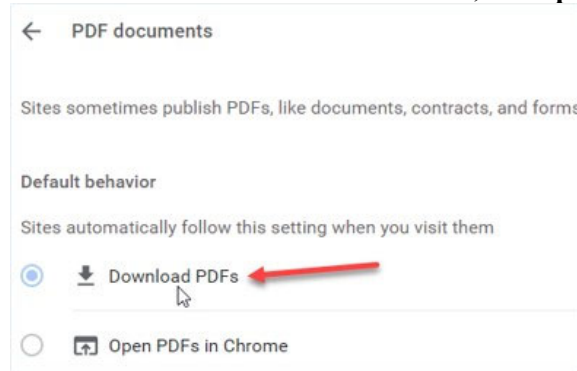 PDF documents
Sites sometimes publish PDFs, like documents, contracts, and forms
Default behavior
Sites automatically follow this setting when you visit them
Download PDFs
Open PDFs in Chrome